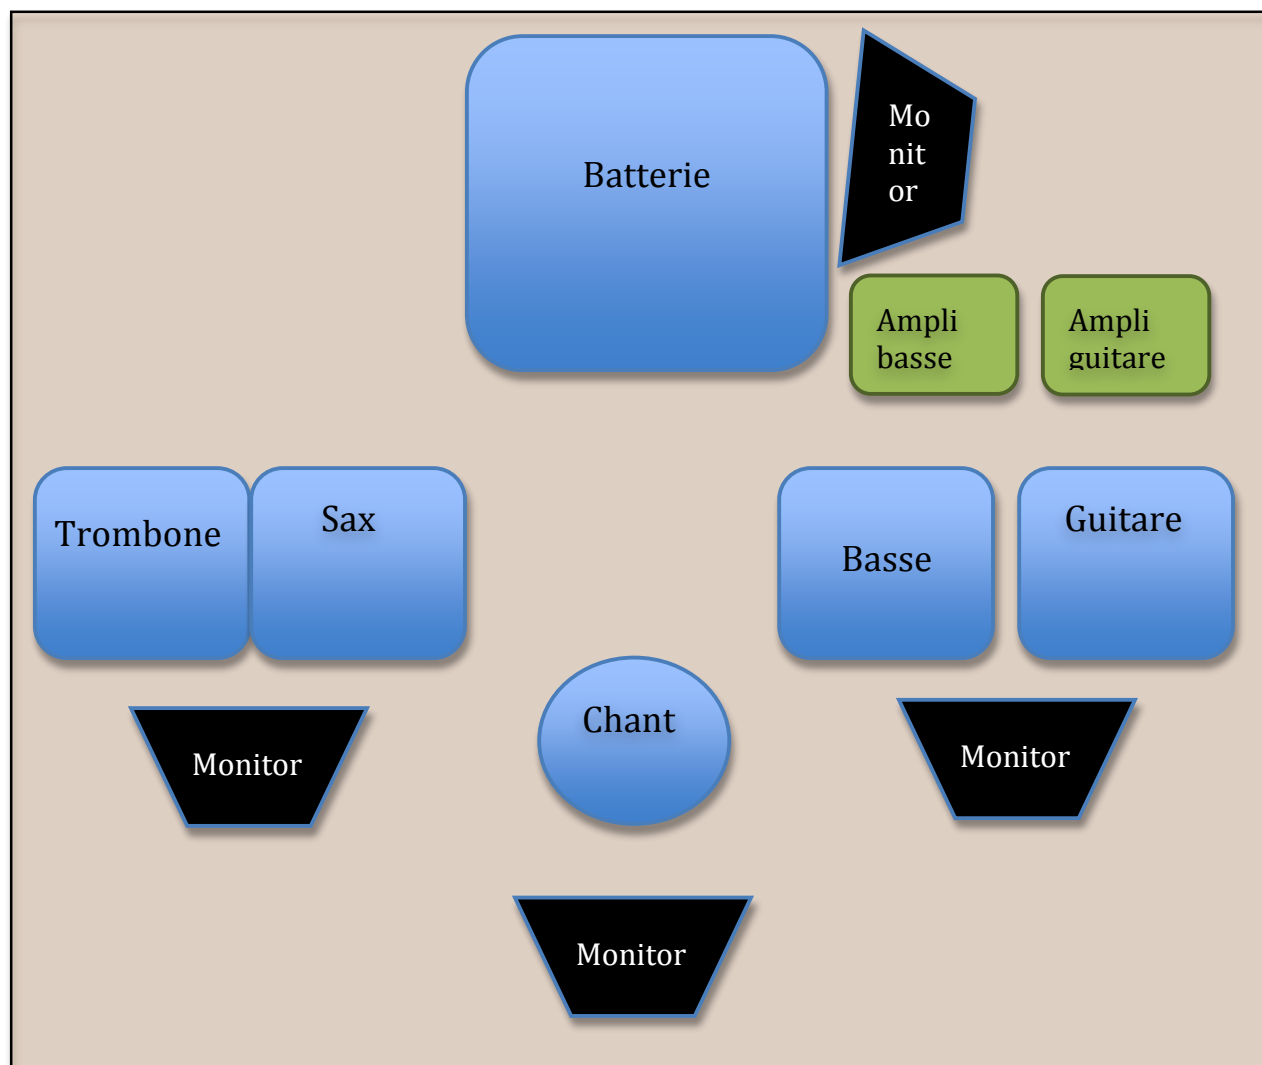 Batterie
Mo
nit
or
Ampli
basse
Ampli
guitare
Trombone
Sax
Basse
Guitare
Chant
Monitor
Monitor
Monitor